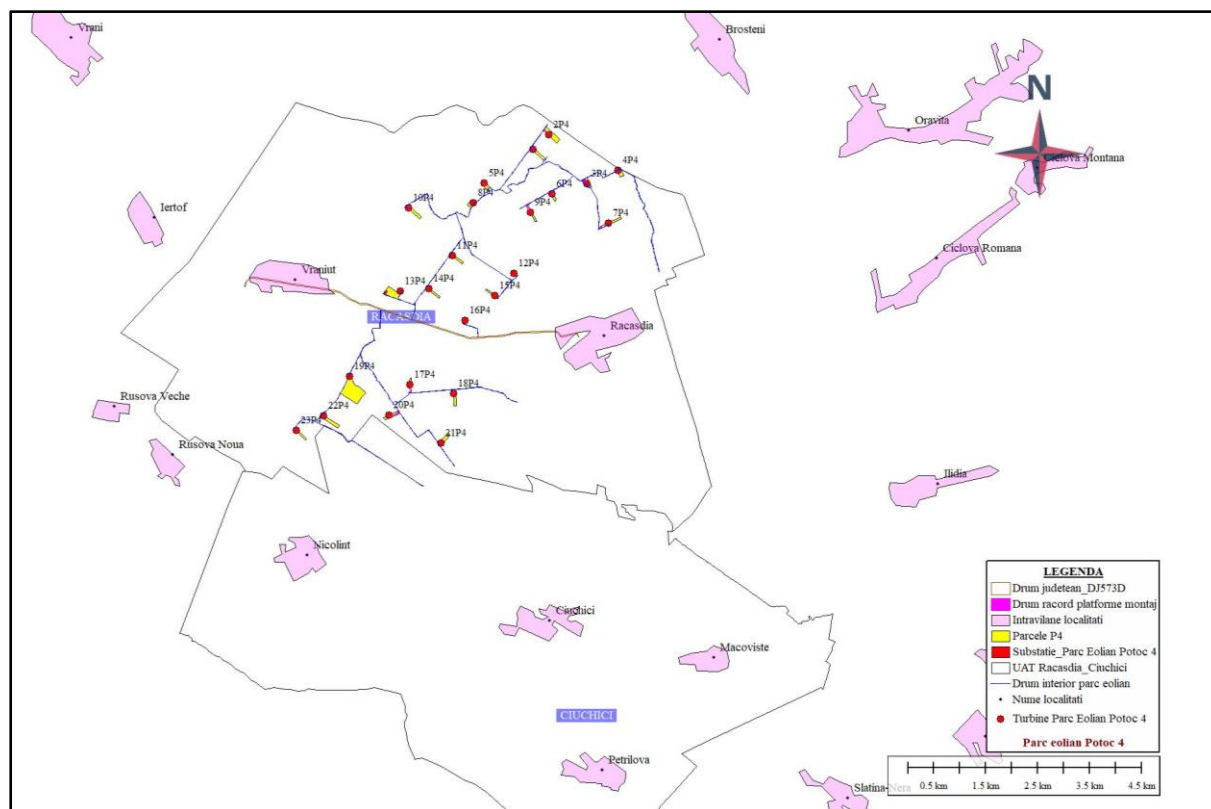 Vrani
Brosteni
N
Oravita
Ciclova Montana
2P4
4P4
3P4
5P4
6P4
8P4
10P4
9P4
7P4
Iertof
Ciclova Romana
11P4
12P4
Vraniut
13P4
14P4
15P4
16P4
RACASDIA
Racasdia
19P4
17P4
18P4
Rusova Veche
22P4
20P4
23P4
21P4
Rusova Noua
Ilidia
Nicolint
Ciuchici
Macoviste
CIUCHICI
Petrilova
Slatina-Nera
LEGENDA
Drum judetean_DJ573D
Drum racord platforme montaj
Intravilane localitati
Parcele P4
Substatie_Parc Eolian Potoc 4
UAT Racasdia_Ciuchici
Drum interior parc eolian
Nume localitati
Turbine Parc Eolian Potoc 4
Parc eolian Potoc 4
0.5 km 1.5 km 2.5 km 3.5 km 4.5 km